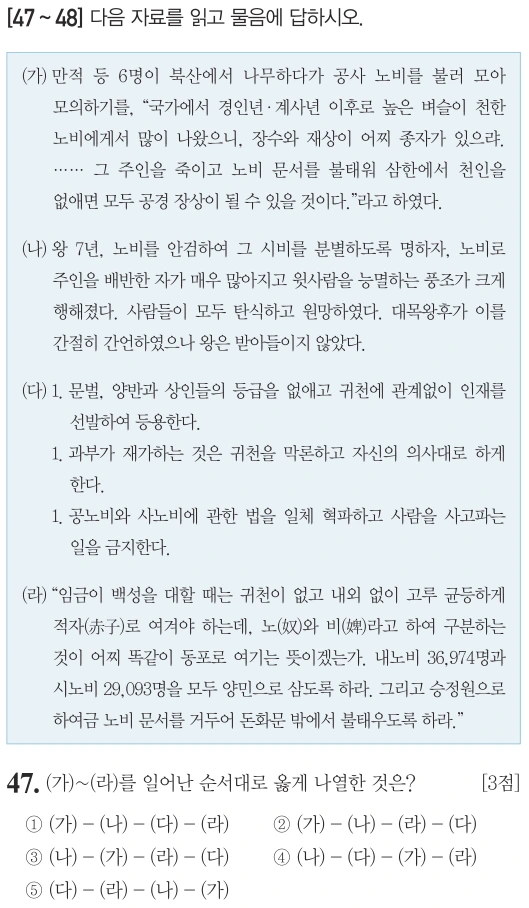 [47 ~ 48] 다음 자료를 읽고 물음에 답하시오.
(가) 만적 등 6명이 북산에서 나무하다가 공사 노비를 불러 모아
모의하기를, “국가에서 경인년·계사년 이후로 높은 벼슬이 천한
노비에게서 많이 나왔으니, 장수와 재상이 어찌 종자가 있으랴.
…… 그 주인을 죽이고 노비 문서를 불태워 삼한에서 천인을
없애면 모두 공경 장상이 될 수 있을 것이다.”라고 하였다.
(나) 왕 7년, 노비를 안검하여 그 시비를 분별하도록 명하자, 노비로
주인을 배반한 자가 매우 많아지고 윗사람을 능멸하는 풍조가 크게
행해졌다. 사람들이 모두 탄식하고 원망하였다. 대목왕후가 이를
간절히 간언하였으나 왕은 받아들이지 않았다.
(다) 1. 문벌, 양반과 상인들의 등급을 없애고 귀천에 관계없이 인재를
선발하여 등용한다.
1. 과부가 재가하는 것은 귀천을 막론하고 자신의 의사대로 하게
한다.
1. 공노비와 사노비에 관한 법을 일체 혁파하고 사람을 사고파는
일을 금지한다.
(라) “임금이 백성을 대할 때는 귀천이 없고 내외 없이 고루 균등하게
적자(赤子)로 여겨야 하는데, 노(奴)와 비(婢)라고 하여 구분하는
것이 어찌 똑같이 동포로 여기는 뜻이겠는가. 내노비 36,974명과
시노비 29,093명을 모두 양민으로 삼도록 하라. 그리고 승정원으로
하여금 노비 문서를 거두어 돈화문 밖에서 불태우도록 하라.”
47. (가)~(라)를 일어난 순서대로 옳게 나열한 것은? [3점]
① (가) – (나) – (다) – (라) ② (가) – (나) – (라) – (다)
③ (나) – (가) – (라) – (다) ④ (나) – (다) – (가) – (라)
⑤ (다) – (라) – (나) – (가)